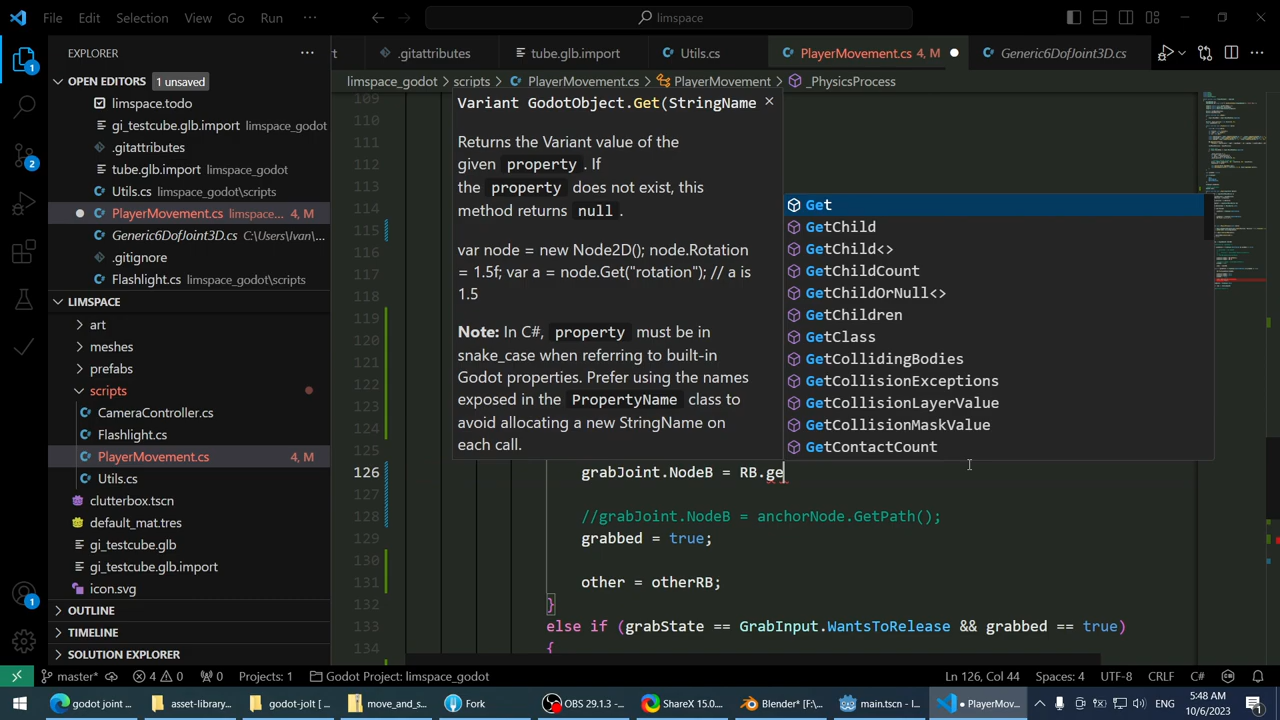 File Edit Selection View Go Run ··· limspace
EXPLORER
OPEN EDITORS 1 unsaved
limspace.todo
gi_testcube.glb.import limspace_godot
.gitattributes
tube.glb.import limspace_godot
Utils.cs limspace_godot\scripts
PlayerMovement.cs limspace... 4, M
Generic6DofJoint3D.cs C:\Users\Ivan\...
.gitignore
Flashlight.cs limspace_godot\scripts
LIMSPACE
art
meshes
prefabs
scripts
CameraController.cs
Flashlight.cs
PlayerMovement.cs 4, M
Utils.cs
clutterbox.tscn
default_mat.tres
gi_testcube.glb
gi_testcube.glb.import
icon.svg
OUTLINE
TIMELINE
SOLUTION EXPLORER
.gitattributes tube.glb.import Utils.cs PlayerMovement.cs 4, M Generic6DofJoint3D.cs
limspace_godot > scripts > PlayerMovement.cs > PlayerMovement > _PhysicsProcess
109
110
111
112
113
114
115
116
117
118
119
120
121
122
123
124
125
Variant GodotObject.Get(StringName
Returns the Variant value of the
given property. If
the property does not exist, this
method returns
var node = new Node2D(); node.Rotation
= 1.5f; var a = node.Get("rotation"); // a is
1.5
Note: In C#, property must be in
snake_case when referring to built-in
Godot properties. Prefer using the names
exposed in the PropertyName class to
avoid allocating a new StringName on
each call.
Get
GetChild
GetChild<>
GetChildCount
GetChildOrNull<>
GetChildren
GetClass
GetCollidingBodies
GetCollisionExceptions
GetCollisionLayerValue
GetCollisionMaskValue
GetContactCount
126 grabJoint.NodeB = RB.ge
127
128 //grabJoint.NodeB = anchorNode.GetPath();
129 grabbed = true;
130
131 other = otherRB;
132 }
133 else if (grabState == GrabInput.WantsToRelease && grabbed == true)
134 {
master* 4 0 0 Projects: 1 Godot Project: limspace_godot Ln 126, Col 44 Spaces: 4 UTF-8 CRLF C#
godot joint ... asset-library... godot-jolt [... move_and_s... Fork OBS 29.1.3 - ... ShareX 15.0.... Blender* [F:\... main.tscn - l... ● PlayerMov... ENG 5:48 AM 10/6/2023
1
2
1